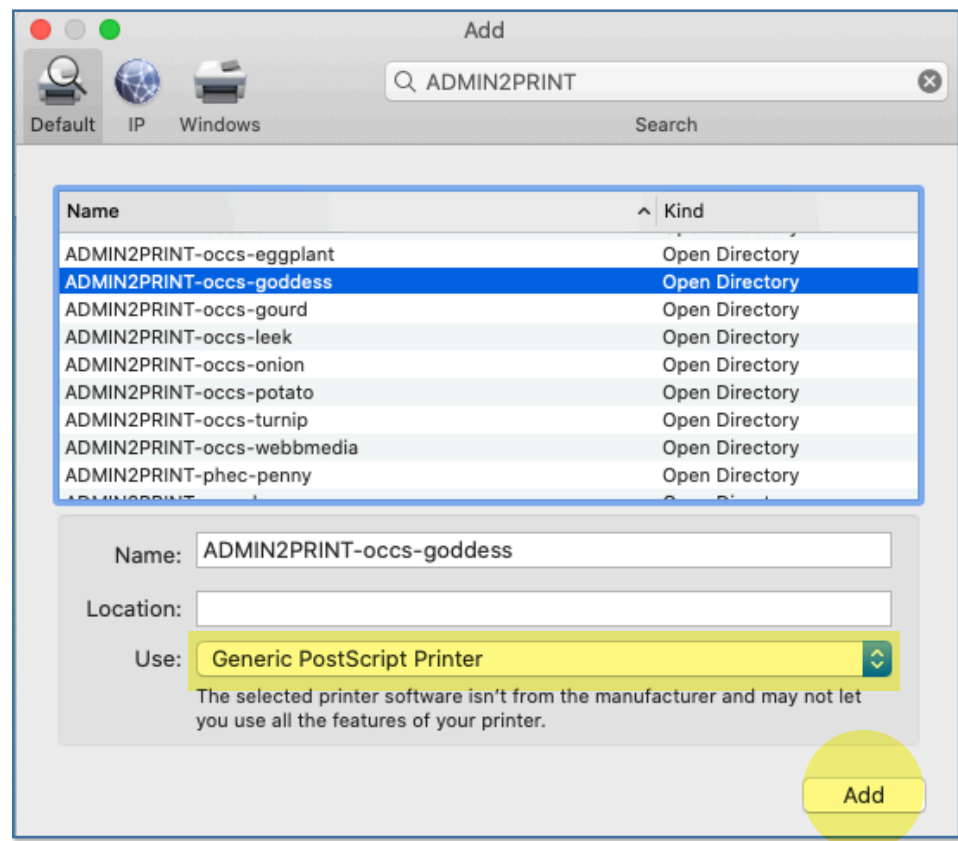 Add
ADMIN2PRINT
Default IP Windows Search
Name Kind
ADMIN2PRINT-occs-eggplant Open Directory
ADMIN2PRINT-occs-goddess Open Directory
ADMIN2PRINT-occs-gourd Open Directory
ADMIN2PRINT-occs-leek Open Directory
ADMIN2PRINT-occs-onion Open Directory
ADMIN2PRINT-occs-potato Open Directory
ADMIN2PRINT-occs-turnip Open Directory
ADMIN2PRINT-occs-webbmedia Open Directory
ADMIN2PRINT-phec-penny Open Directory
Name: ADMIN2PRINT-occs-goddess
Location:
Use: Generic PostScript Printer
The selected printer software isn’t from the manufacturer and may not let
you use all the features of your printer.
Add